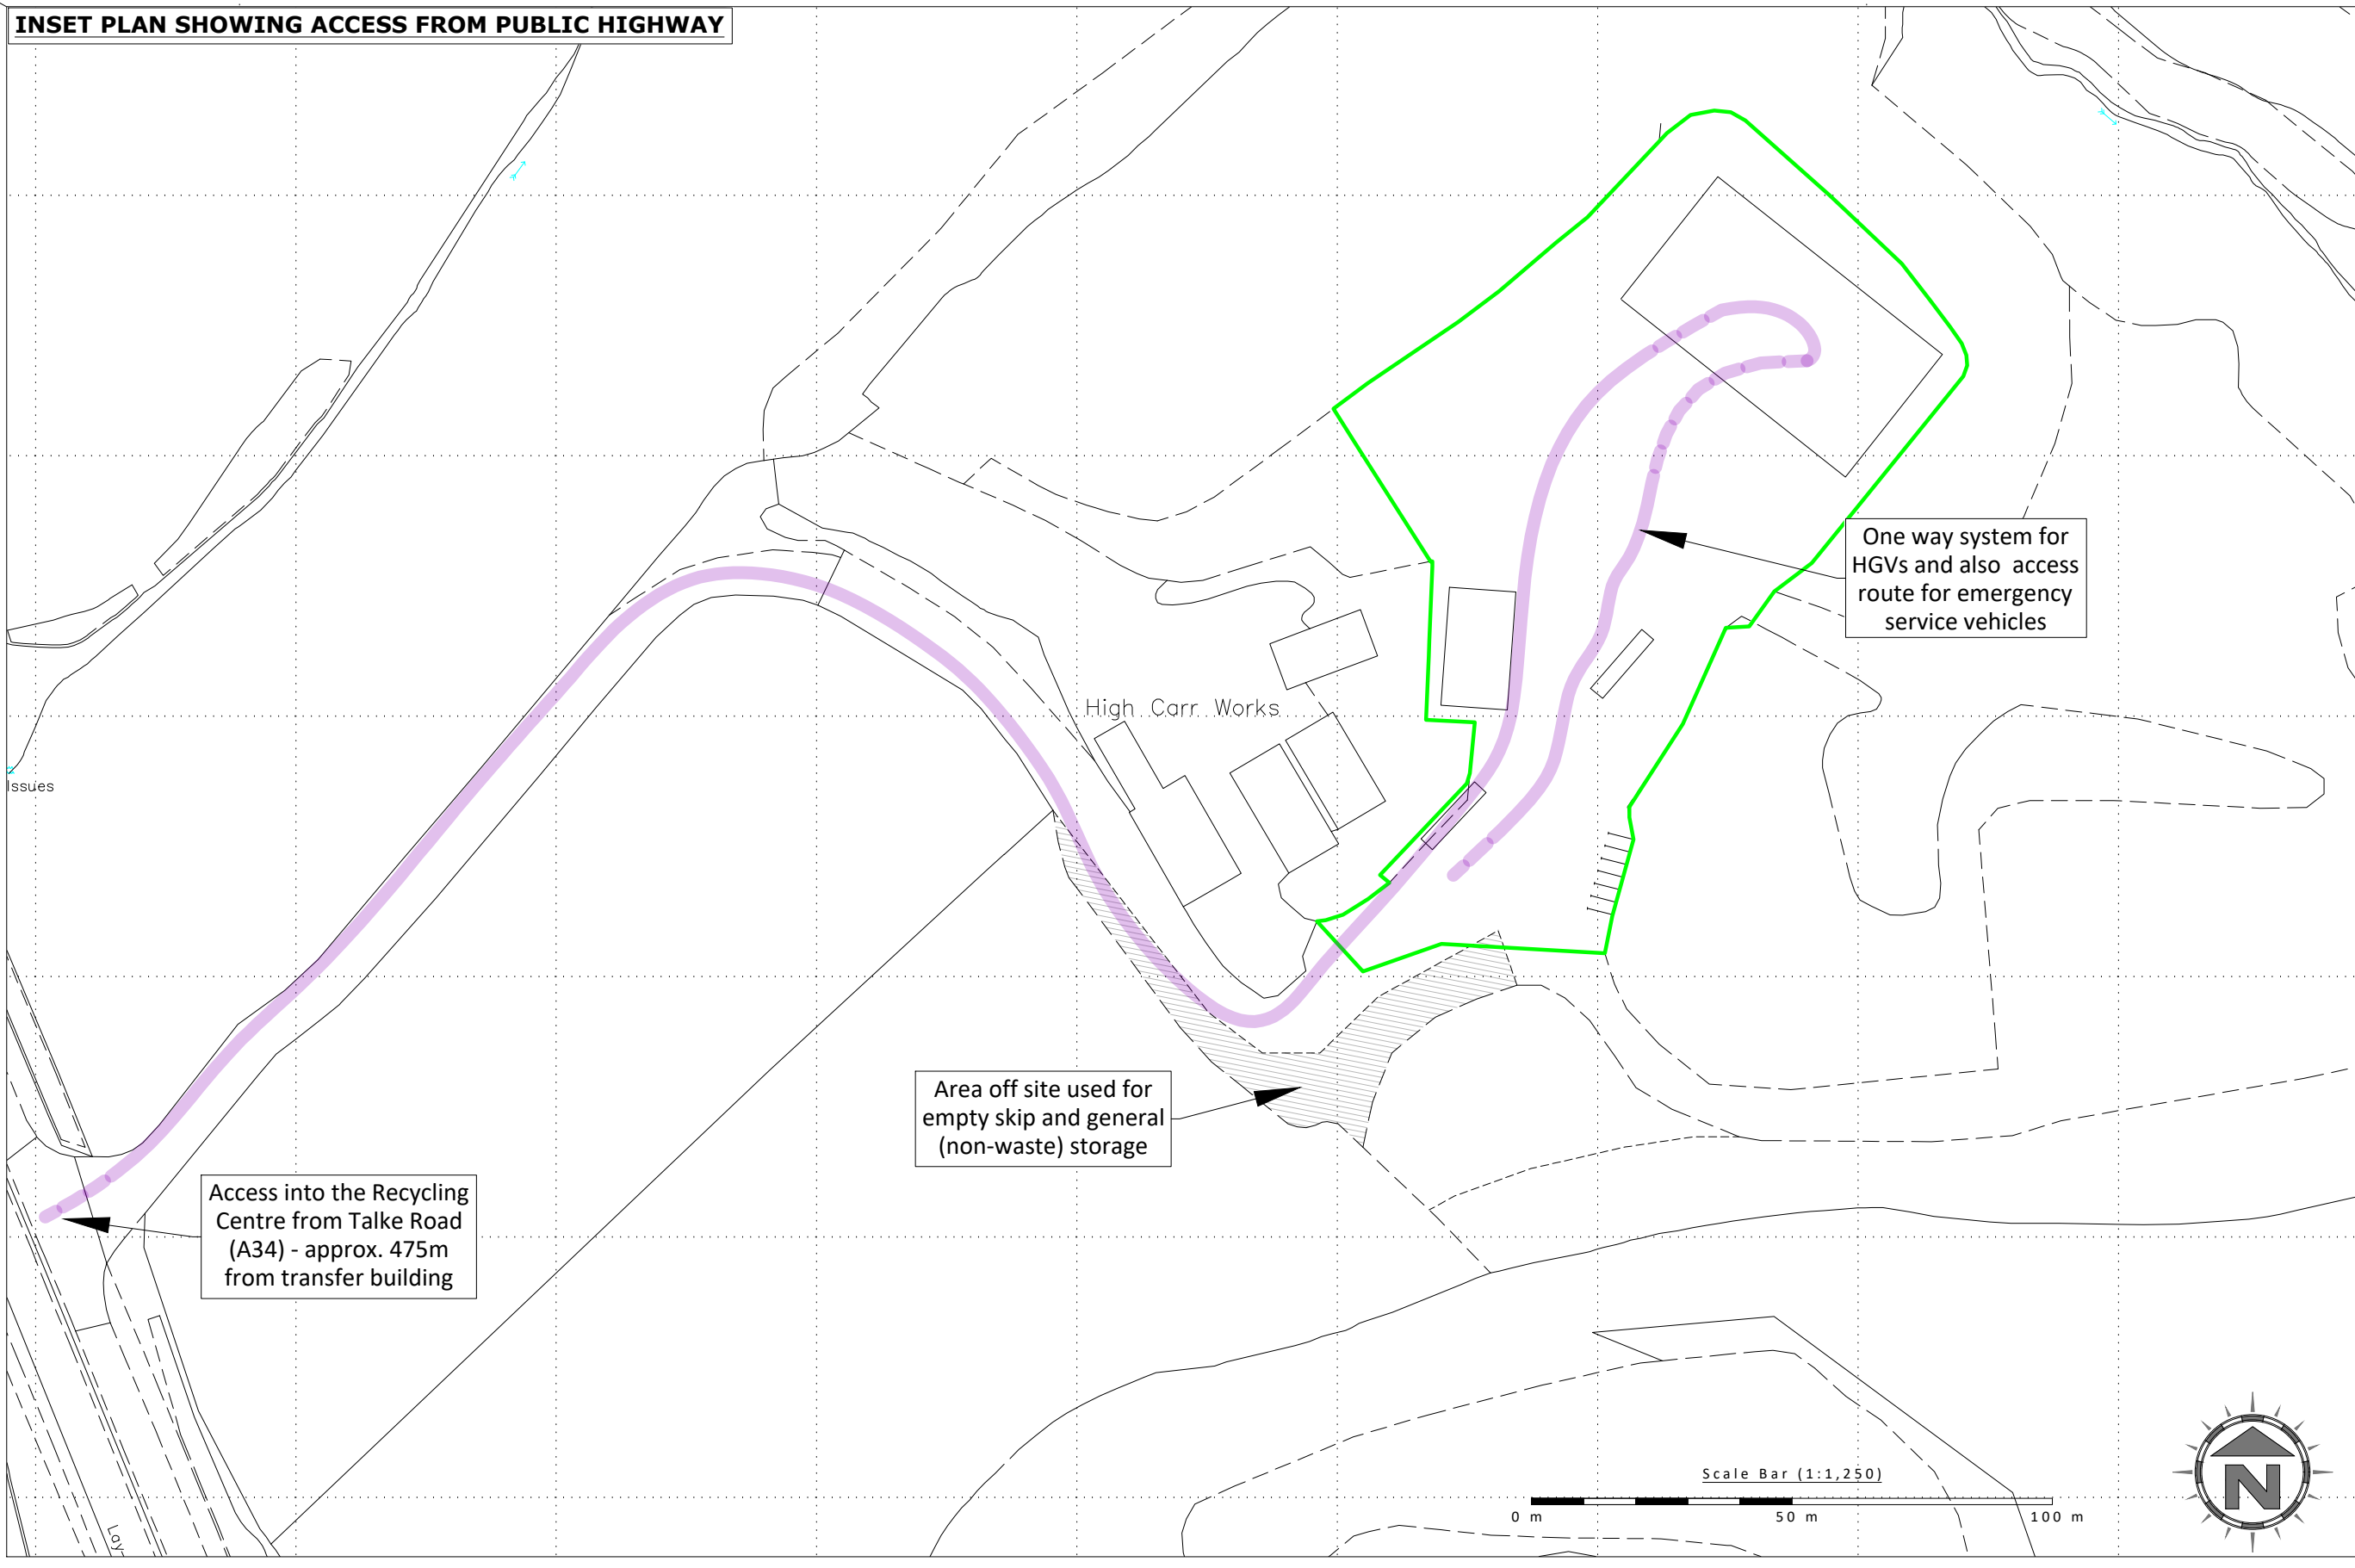 INSET PLAN SHOWING ACCESS FROM PUBLIC HIGHWAY
One way system for
HGVs and also access
route for emergency
service vehicles
High Carr Works
Issues
Area off site used for
empty skip and general
(non-waste) storage
Access into the Recycling
Centre from Talke Road
(A34) - approx. 475m
from transfer building
Scale Bar (1:1,250)
0 m 50 m 100 m
N
Lay